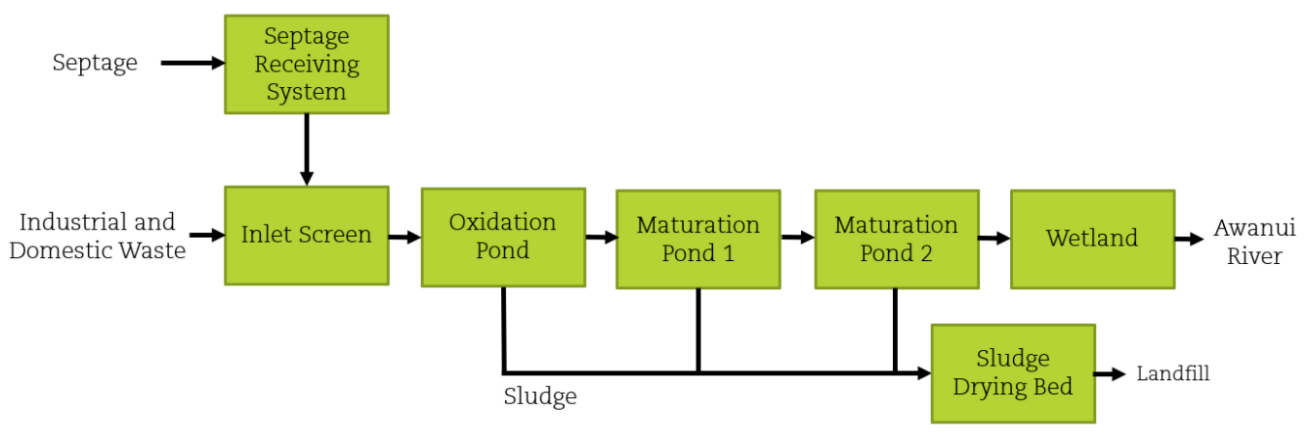 Septage
Septage
Receiving
System
Industrial and
Domestic Waste
Inlet Screen
Oxidation
Pond
Maturation
Pond 1
Maturation
Pond 2
Wetland
Awanui
River
Sludge
Sludge
Drying Bed
Landfill